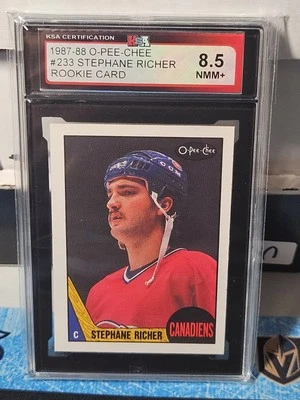 KSA CERTIFICATION
KSA
1987-88 O-PEE-CHEE
#233 STEPHANE RICHER
ROOKIE CARD
8.5
NMM+
O-Pee-Chee
C
STEPHANE RICHER
CANADIENS